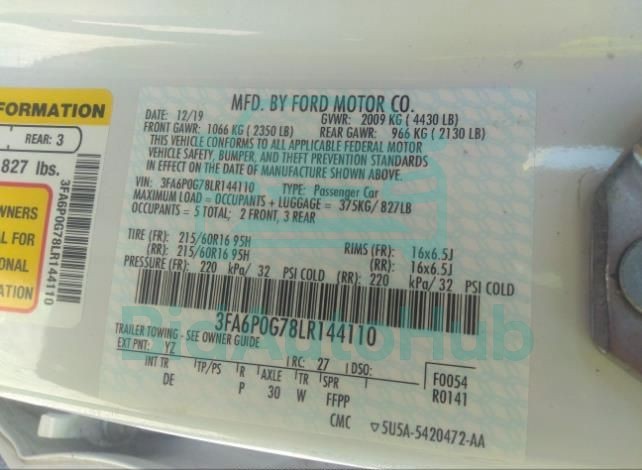 FORMATION
REAR: 3
827 lbs.
WNERS
AL FOR
ONAL
N
3FA6P0G78LR144110
MFD. BY FORD MOTOR CO.
DATE: 12/19 GVWR: 2009 KG ( 4430 LB)
FRONT GAWR: 1066 KG ( 2350 LB) REAR GAWR: 966 KG ( 2130 LB)
THIS VEHICLE CONFORMS TO ALL APPLICABLE FEDERAL MOTOR
VEHICLE SAFETY, BUMPER, AND THEFT PREVENTION STANDARDS
IN EFFECT ON THE DATE OF MANUFACTURE SHOWN ABOVE.
VIN: 3FA6P0G78LR144110 TYPE: Passenger Car
MAXIMUM LOAD = OCCUPANTS + LUGGAGE = 375KG/ 827LB
OCCUPANTS = 5 TOTAL; 2 FRONT, 3 REAR
TIRE (FR): 215/60R16 95H RIMS (FR): 16x6.5J
(RR): 215/60R16 95H (RR): 16x6.5J
PRESSURE (FR): 220 kPa/ 32 PSI COLD (RR): 220 kPa/ 32 PSI COLD
3FA6P0G78LR144110
TRAILER TOWING - SEE OWNER GUIDE
EXT PNT: YZ RC: 27 DSO: F0054
INT TR TP/PS R AXLE TR SPR R0141
DE P 30 W FFPP
CMC 5U5A-5420472-AA
BidAutoHub